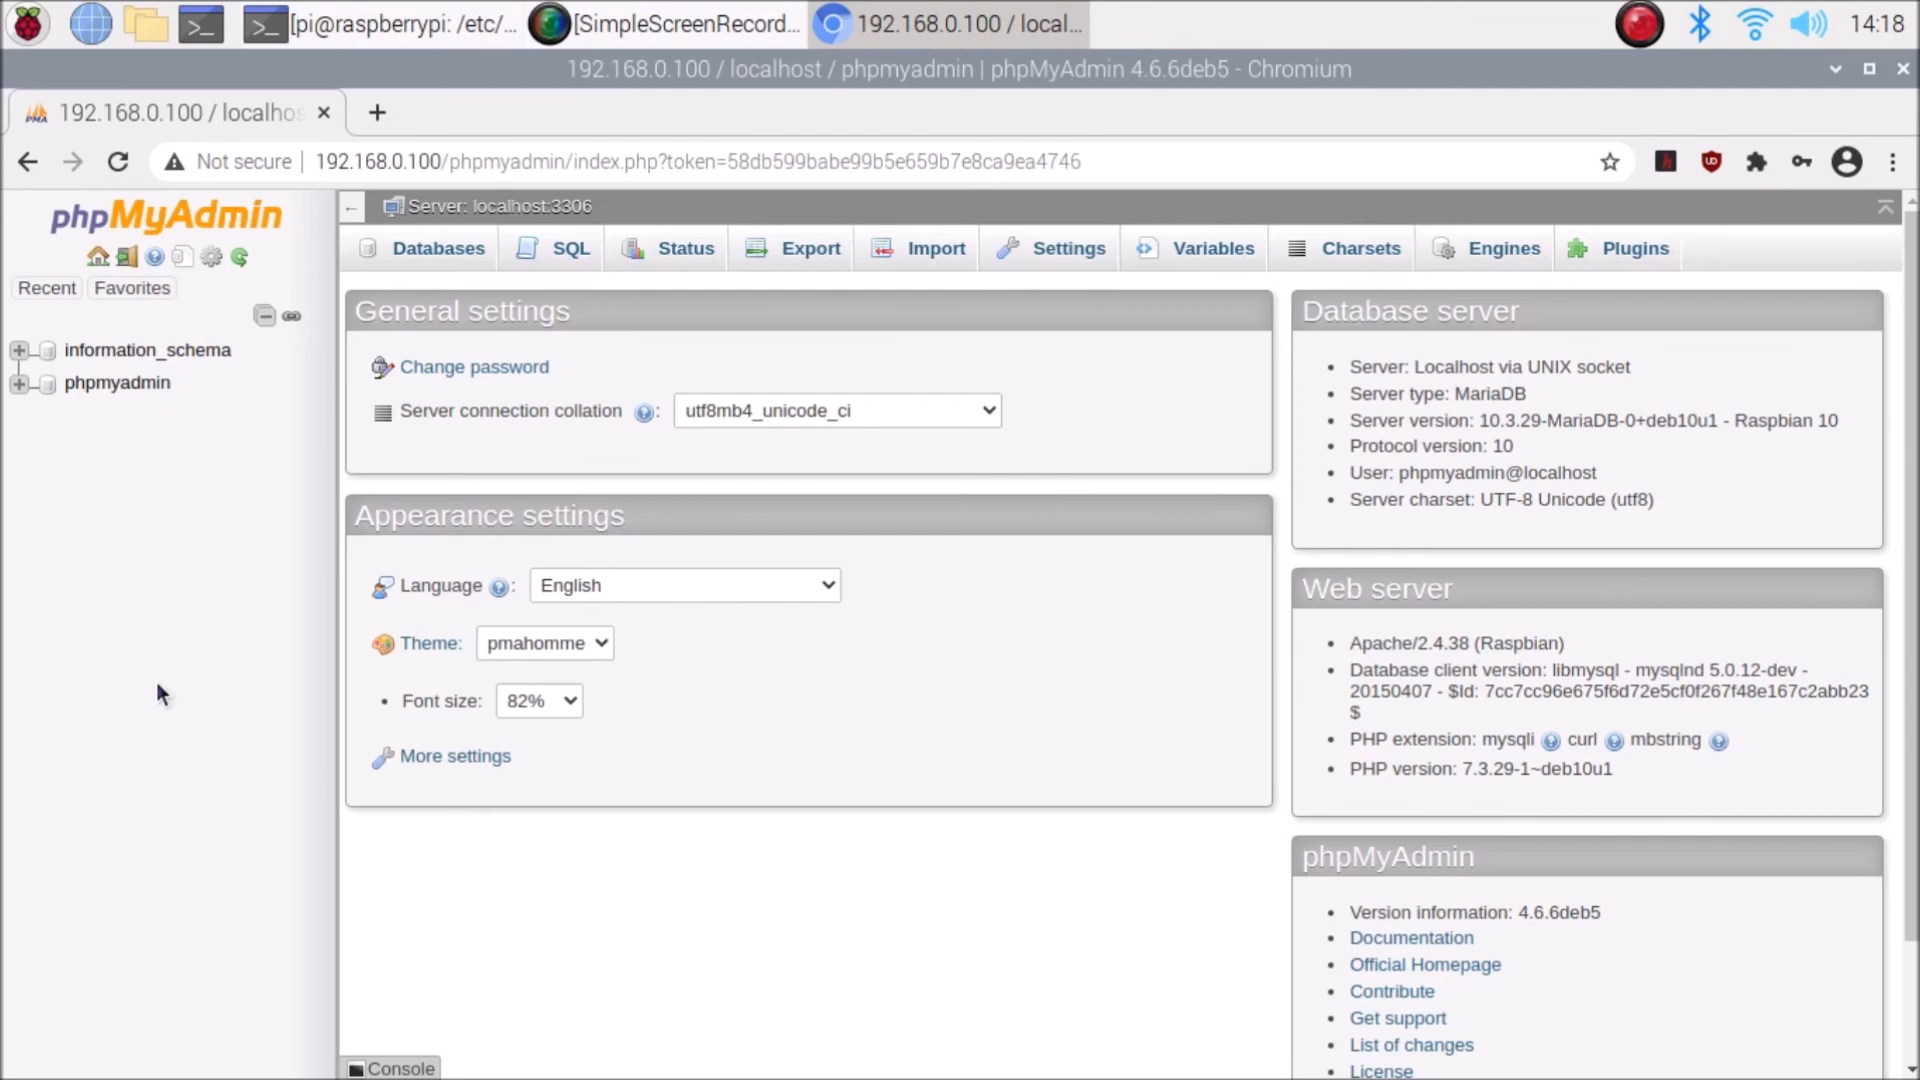 [pi@raspberrypi: /etc/... [SimpleScreenRecord... 192.168.0.100 / local... 14:18
192.168.0.100 / localhost / phpmyadmin | phpMyAdmin 4.6.6deb5 - Chromium
192.168.0.100 / localhos
Not secure | 192.168.0.100/phpmyadmin/index.php?token=58db599babe99b5e659b7e8ca9ea4746
phpMyAdmin
Recent Favorites
information_schema
phpmyadmin
Server: localhost:3306
Databases SQL Status Export Import Settings Variables Charsets Engines Plugins
General settings
Change password
Server connection collation : utf8mb4_unicode_ci
Appearance settings
Language : English
Theme: pmahomme
• Font size: 82%
More settings
Database server
• Server: Localhost via UNIX socket
• Server type: MariaDB
• Server version: 10.3.29-MariaDB-0+deb10u1 - Raspbian 10
• Protocol version: 10
• User: phpmyadmin@localhost
• Server charset: UTF-8 Unicode (utf8)
Web server
• Apache/2.4.38 (Raspbian)
• Database client version: libmysql - mysqlnd 5.0.12-dev -
20150407 - $Id: 7cc7cc96e675f6d72e5cf0f267f48e167c2abb23
$
• PHP extension: mysqli curl mbstring
• PHP version: 7.3.29-1~deb10u1
phpMyAdmin
• Version information: 4.6.6deb5
• Documentation
• Official Homepage
• Contribute
• Get support
• List of changes
• License
Console